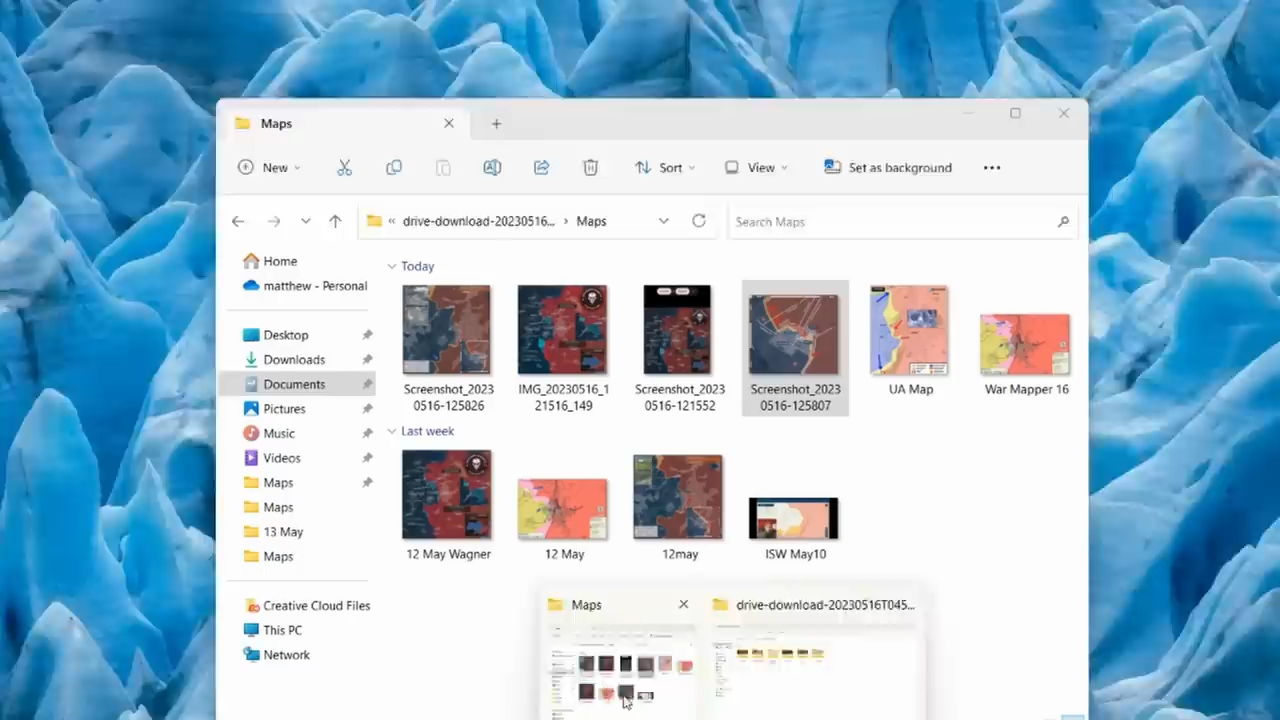 Maps
New
Sort
View
Set as background
drive-download-20230516...
Maps
Search Maps
Home
matthew - Personal
Desktop
Downloads
Documents
Pictures
Music
Videos
Maps
Maps
13 May
Maps
Creative Cloud Files
This PC
Network
Today
Screenshot_2023
0516-125826
IMG_20230516_1
21516_149
Screenshot_2023
0516-121552
Screenshot_2023
0516-125807
UA Map
War Mapper 16
Last week
12 May Wagner
12 May
12may
ISW May10
Maps
drive-download-20230516T045...